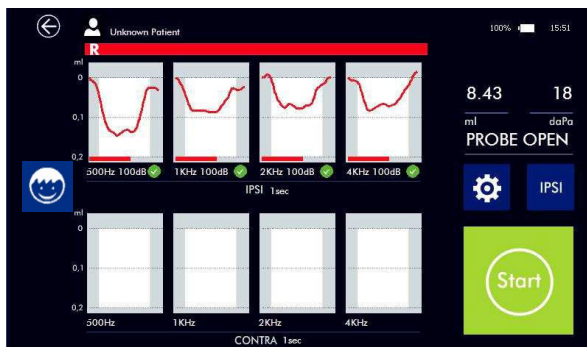 Unknown Patient
100%
15:51
R
ml
0
0,1
0,2
500Hz 100dB
1KHz 100dB
2KHz 100dB
4KHz 100dB
IPSI 1sec
ml
0
0,1
0,2
500Hz
1KHz
2KHz
4KHz
CONTRA 1sec
8.43
18
ml
daPa
PROBE OPEN
IPSI
Start